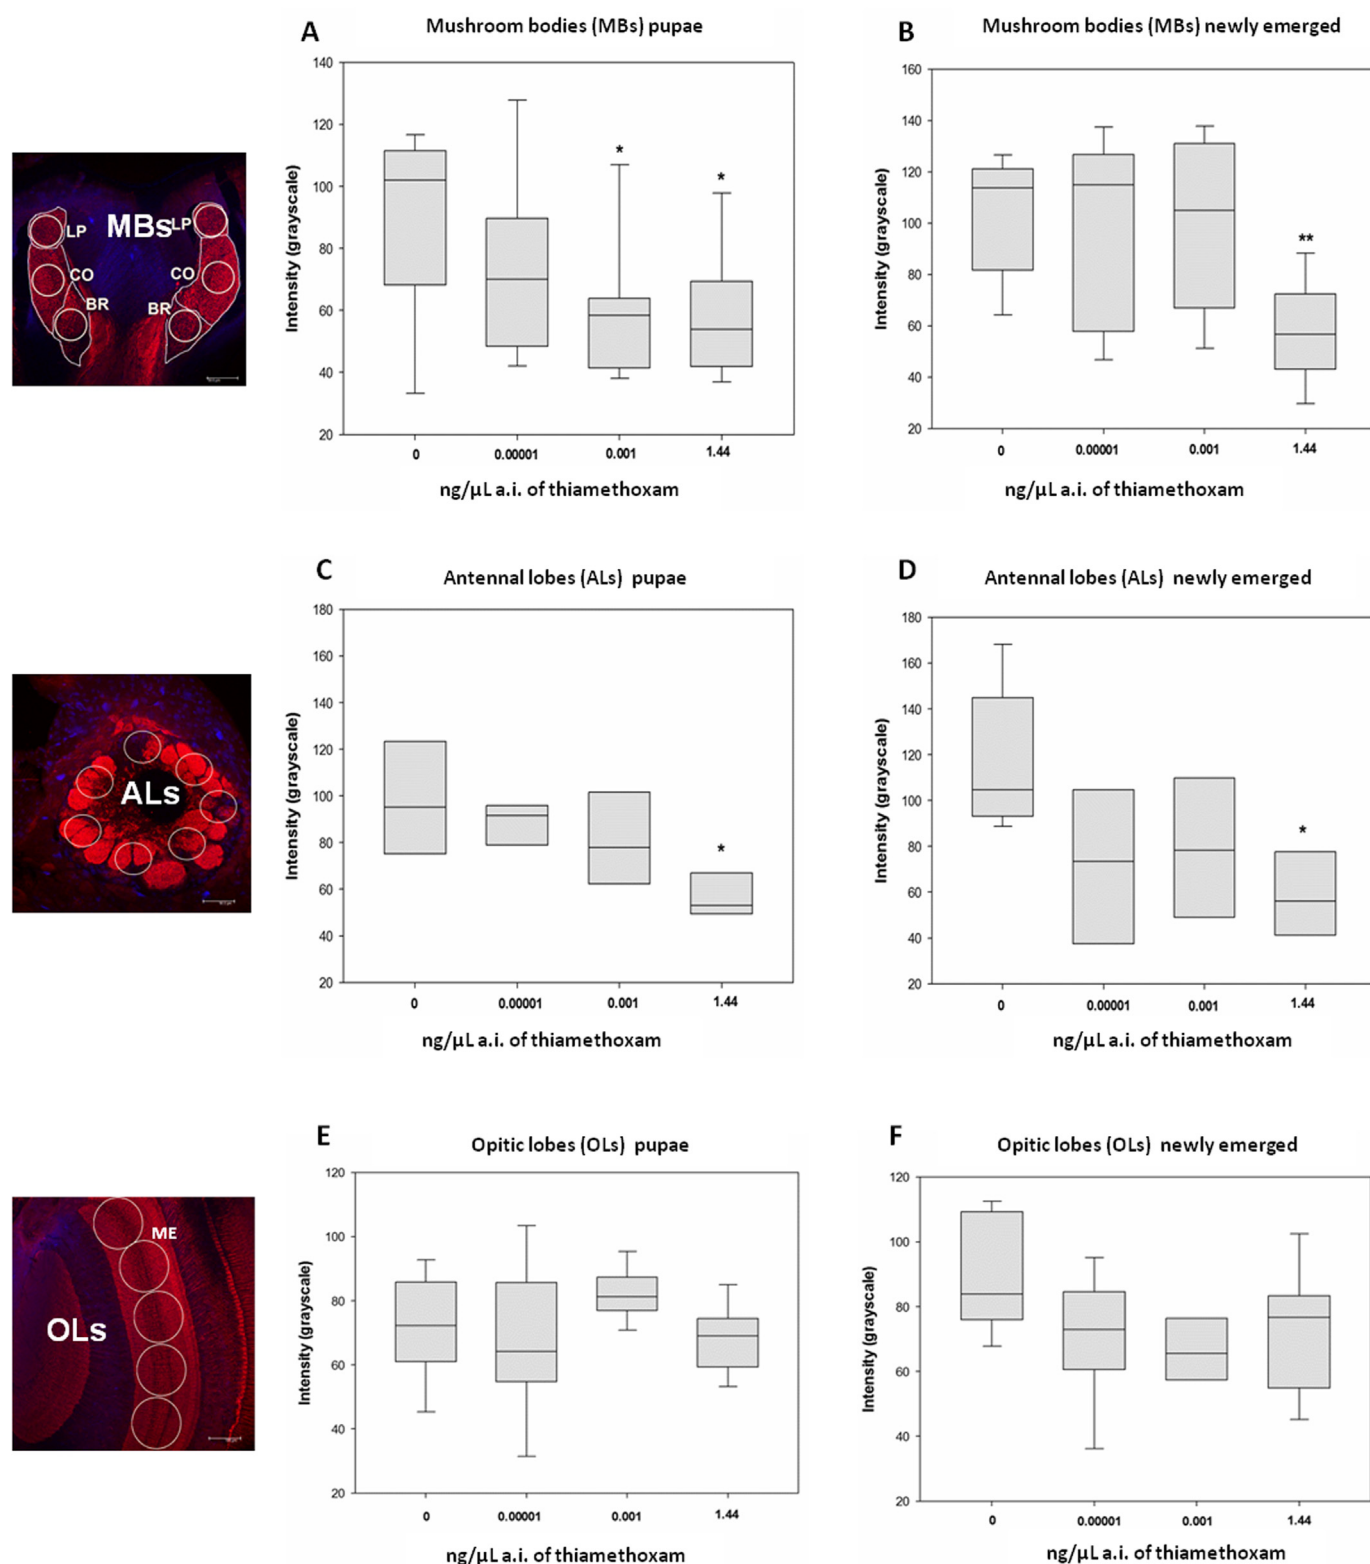 A
Mushroom bodies (MBs) pupae
140
120
100
80
60
40
20
Intensity (grayscale)
*
*
0
0.00001
0.001
1.44
ng/µL a.i. of thiamethoxam
B
Mushroom bodies (MBs) newly emerged
160
140
120
100
80
60
40
20
Intensity (grayscale)
**
0
0.00001
0.001
1.44
ng/µL a.i. of thiamethoxam
MBs
LP
LP
CO
CO
BR
BR
C
Antennal lobes (ALs) pupae
180
160
140
120
100
80
60
40
20
Intensity (grayscale)
*
0
0.00001
0.001
1.44
ng/µL a.i. of thiamethoxam
D
Antennal lobes (ALs) newly emerged
180
160
140
120
100
80
60
40
20
Intensity (grayscale)
*
0
0.00001
0.001
1.44
ng/µL a.i. of thiamethoxam
ALs
E
Opitic lobes (OLs) pupae
120
100
80
60
40
20
Intensity (grayscale)
0
0.00001
0.001
1.44
ng/µL a.i. of thiamethoxam
F
Opitic lobes (OLs) newly emerged
120
100
80
60
40
20
Intensity (grayscale)
0
0.00001
0.001
1.44
ng/µL a.i. of thiamethoxam
ME
OLs